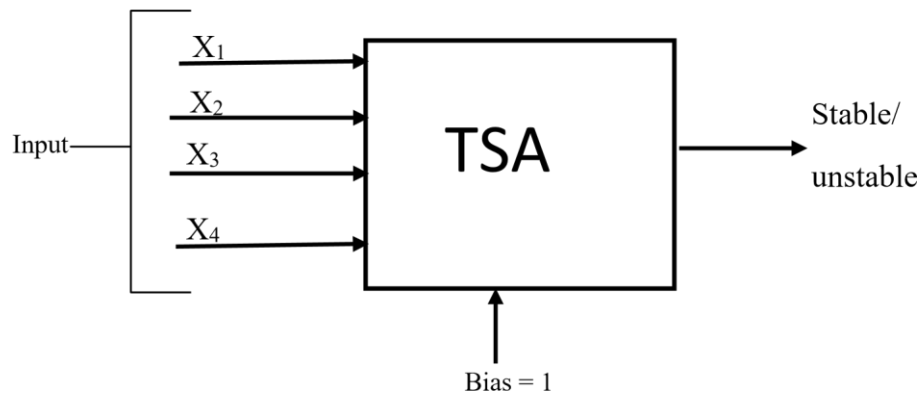 X₁
X₂
Input
X₃
X₄
TSA
Stable/
unstable
Bias = 1